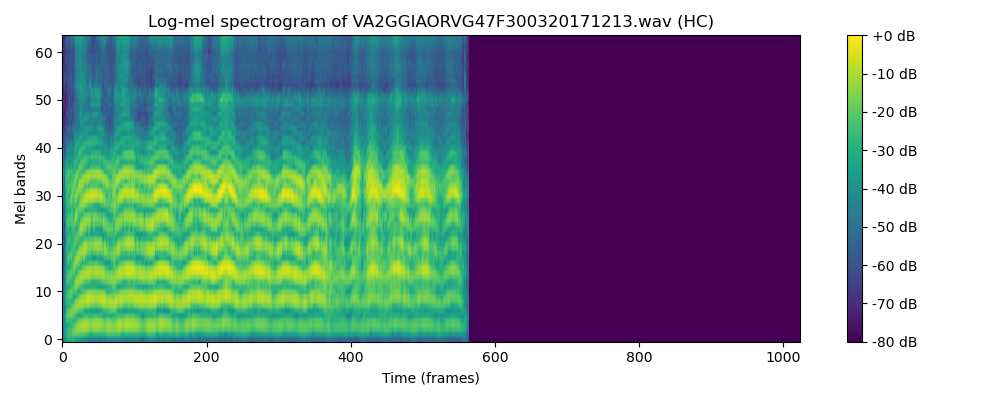 Log-mel spectrogram of VA2GGIAORVG47F300320171213.wav (HC)
60
50
40
30
20
10
0
Mel bands
0 200 400 600 800 1000
Time (frames)
+0 dB
-10 dB
-20 dB
-30 dB
-40 dB
-50 dB
-60 dB
-70 dB
-80 dB